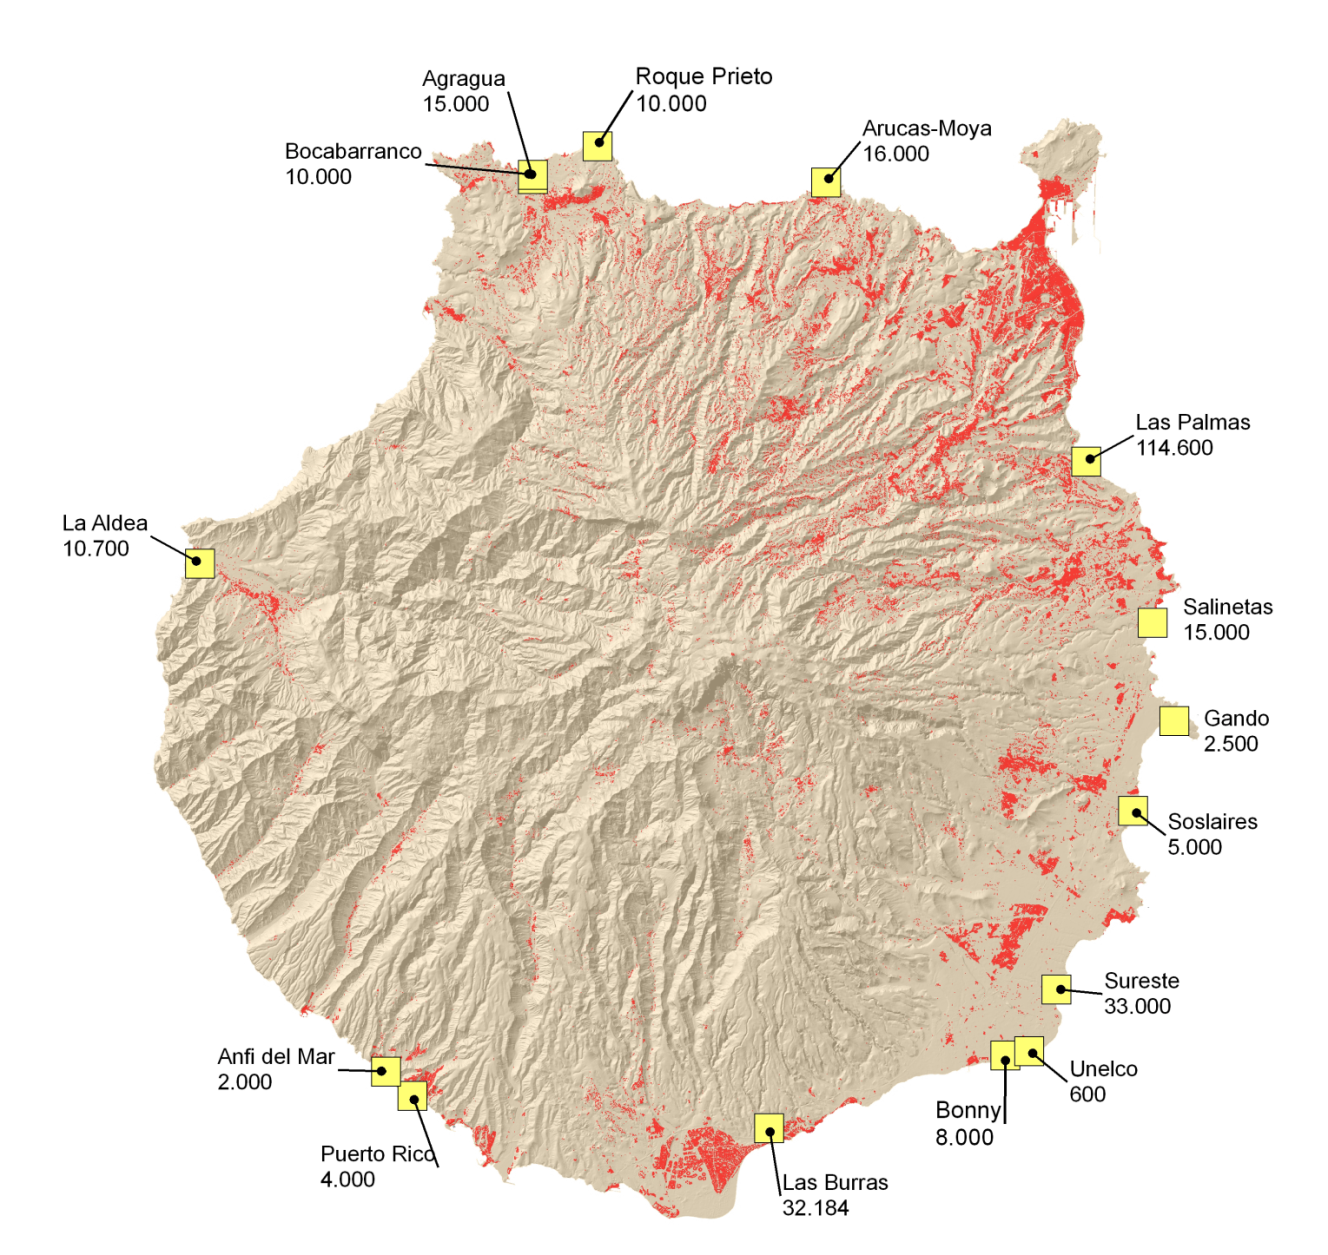 Roque Prieto
10.000
Agragua
15.000
Arucas-Moya
16.000
Bocabarranco
10.000
Las Palmas
114.600
La Aldea
10.700
Salinetas
15.000
Gando
2.500
Soslaires
5.000
Sureste
33.000
Anfi del Mar
2.000
Unelco
600
Bonny
8.000
Puerto Rico
4.000
Las Burras
32.184